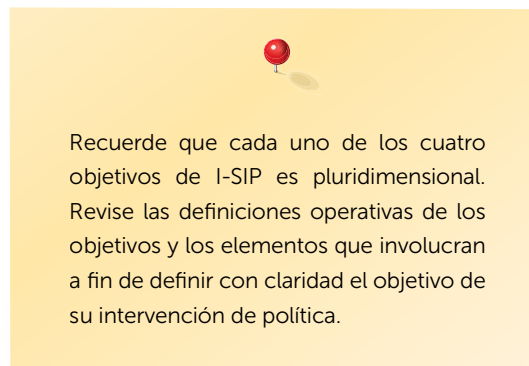 Recuerde que cada uno de los cuatro
objetivos de I-SIP es pluridimensional.
Revise las definiciones operativas de los
objetivos y los elementos que involucran
a fin de definir con claridad el objetivo de
su intervención de política.